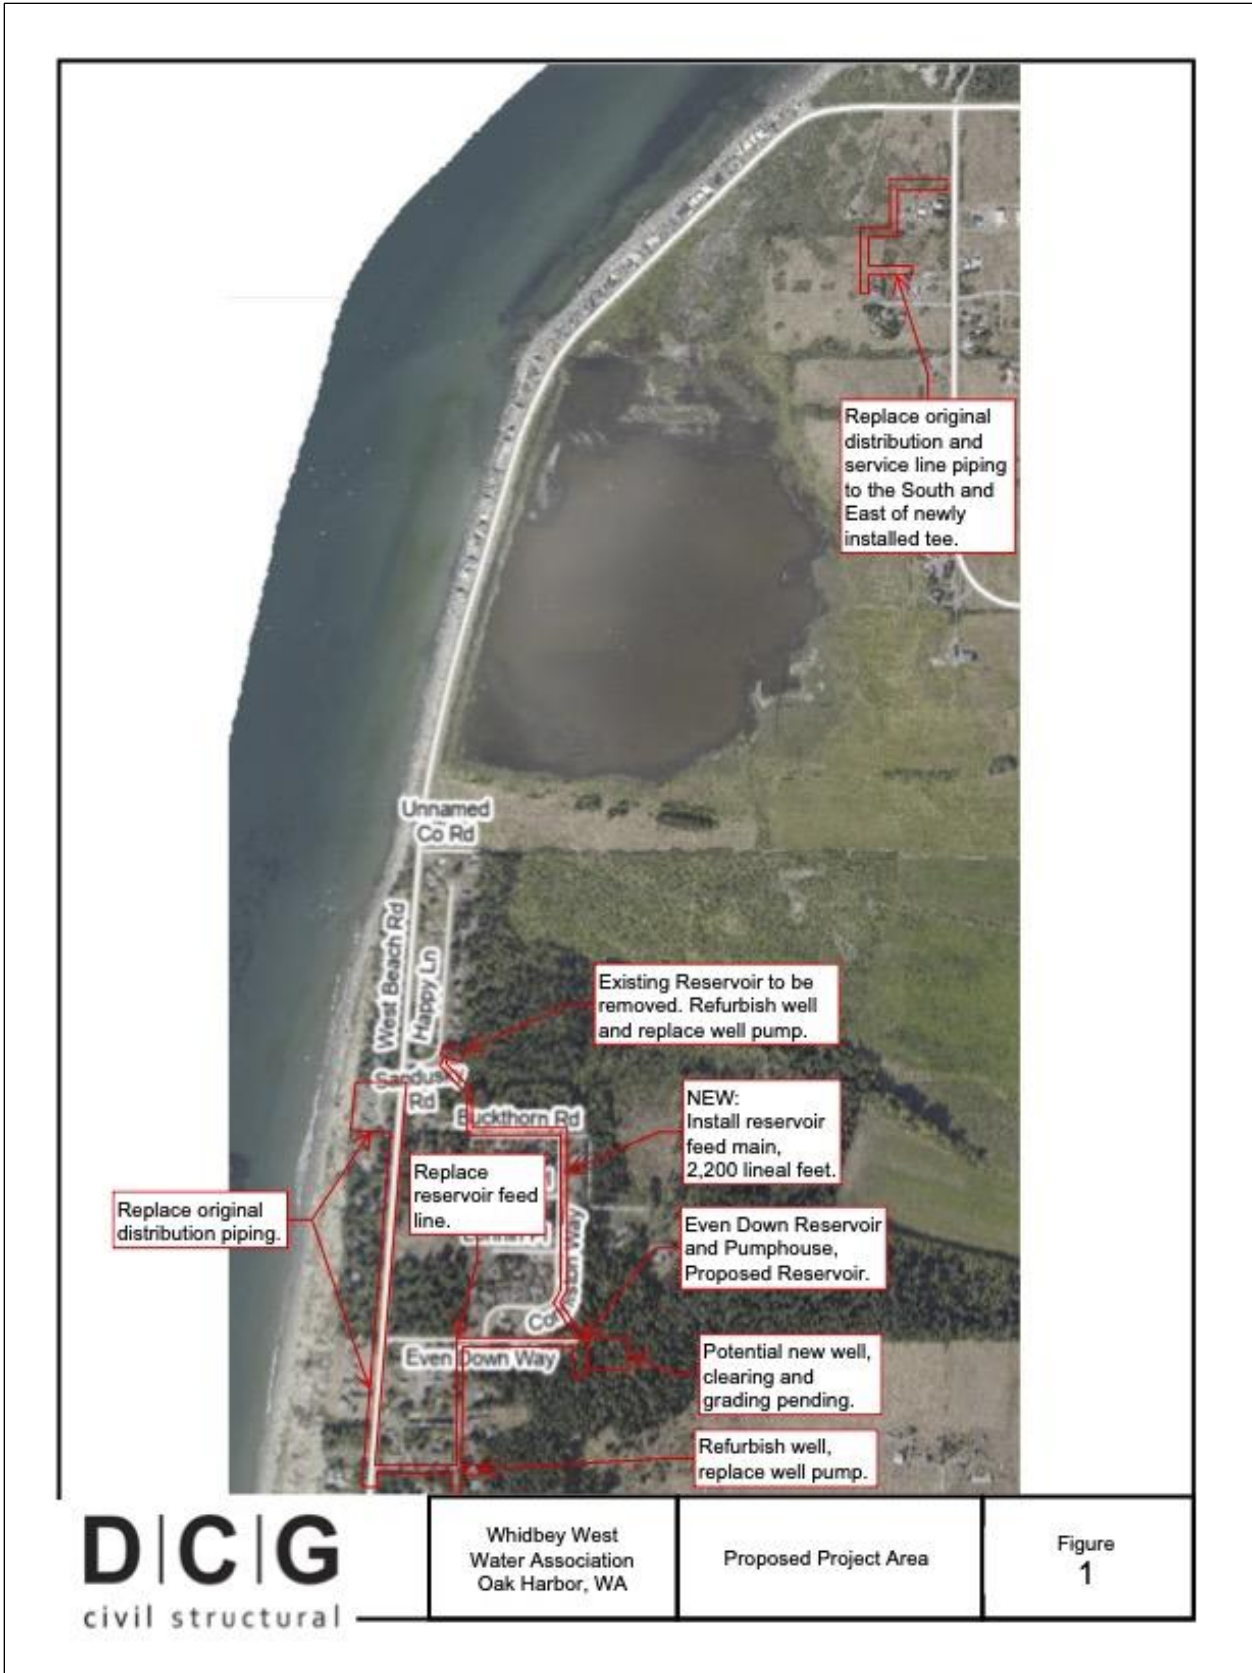 Replace original
distribution and
service line piping
to the South and
East of newly
installed tee.
Unnamed
Co Rd
West Beach Rd
Happy Ln
Existing Reservoir to be
removed. Refurbish well
and replace well pump.
Rd
Buckthorn Rd
NEW:
Install reservoir
feed main,
2,200 lineal feet.
Replace
reservoir feed
line.
Replace original
distribution piping.
Even Down Reservoir
and Pumphouse,
Proposed Reservoir.
Way
Co
Even Down Way
Potential new well,
clearing and
grading pending.
Refurbish well,
replace well pump.
D|C|G
civil structural
Whidbey West
Water Association
Oak Harbor, WA
Proposed Project Area
Figure
1